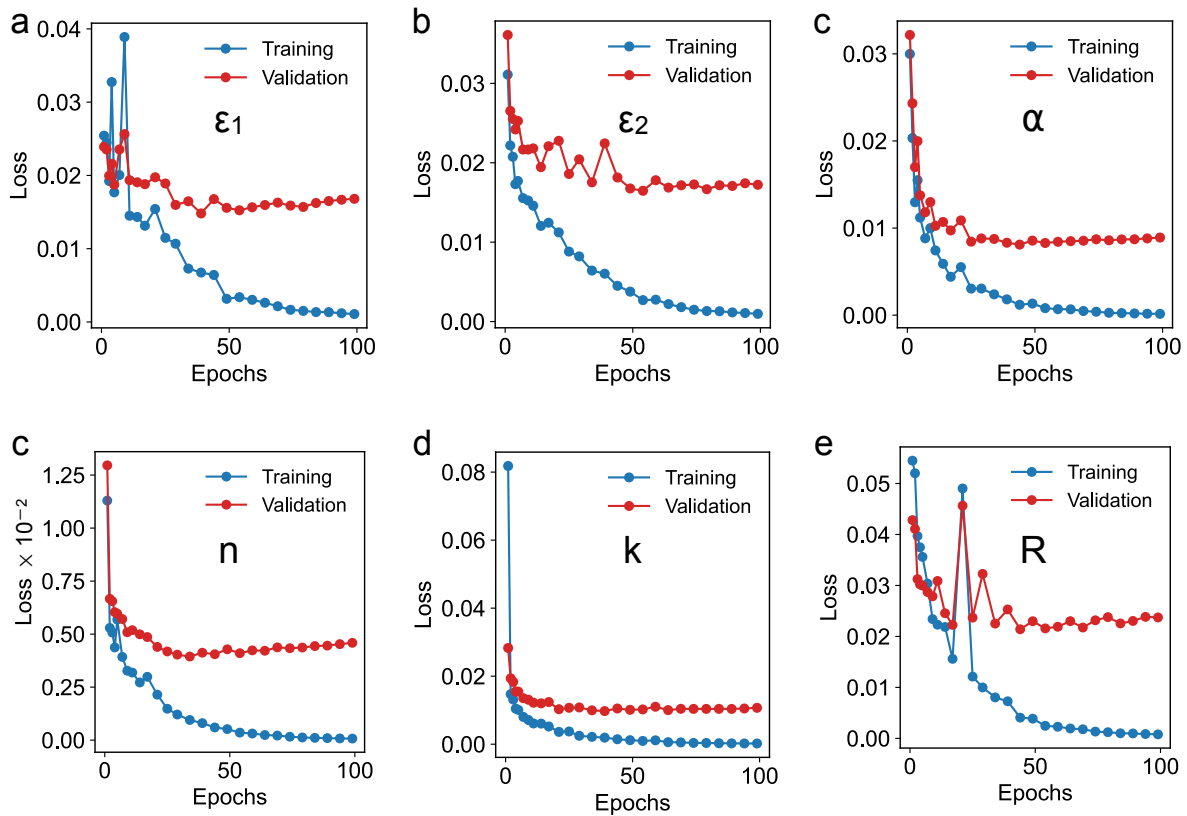 a
0.04
0.03
0.02
0.01
0.00
Loss
Training
Validation
ε1
0
50
100
Epochs
b
0.03
0.02
0.01
0.00
Loss
Training
Validation
ε2
0
50
100
Epochs
c
0.03
0.02
0.01
0.00
Loss
Training
Validation
α
0
50
100
Epochs
c
1.25
1.00
0.75
0.50
0.25
0.00
Loss × 10⁻²
Training
Validation
n
0
50
100
Epochs
d
0.08
0.06
0.04
0.02
0.00
Loss
Training
Validation
k
0
50
100
Epochs
e
0.05
0.04
0.03
0.02
0.01
0.00
Loss
Training
Validation
R
0
50
100
Epochs